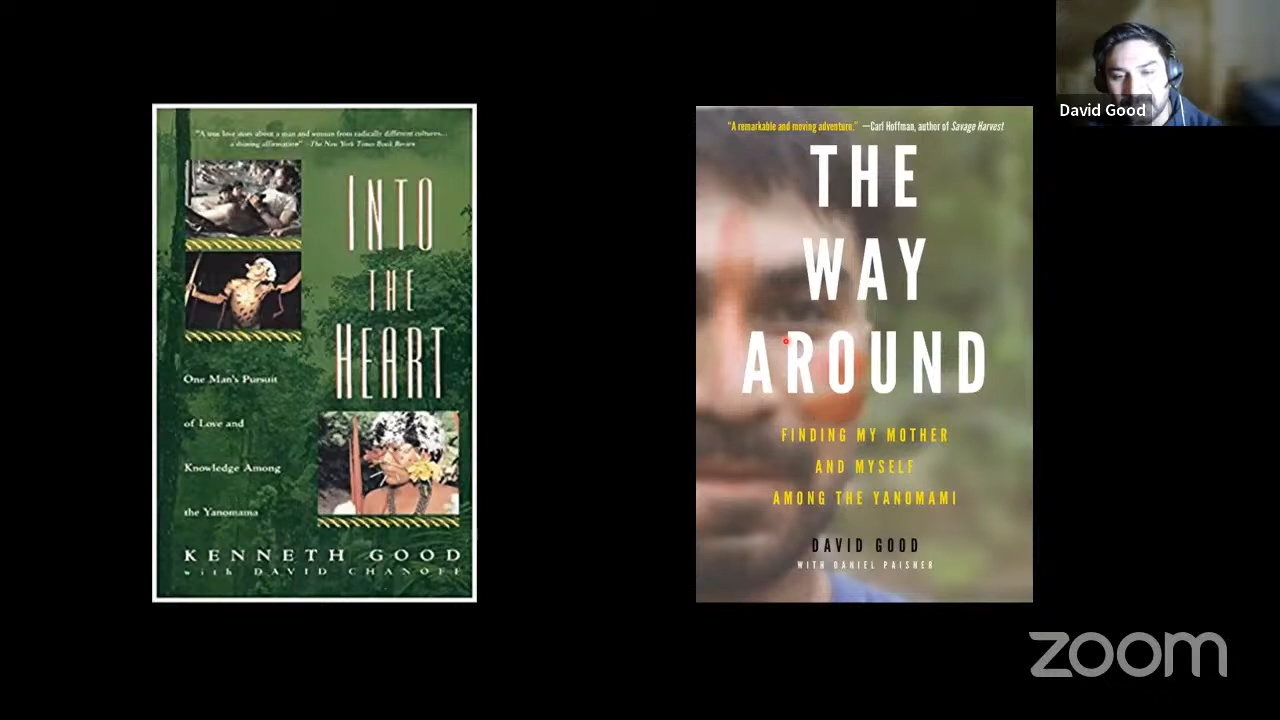 "A true love story about a man and woman from radically different cultures...
a shining affirmation" -The New York Times Book Review
INTO
THE
HEART
One Man's Pursuit
of Love and
Knowledge Among
the Yanomama
KENNETH GOOD
with DAVID CHANOFF
"A remarkable and moving adventure." —Carl Hoffman, author of Savage Harvest
THE
WAY
AROUND
FINDING MY MOTHER
AND MYSELF
AMONG THE YANOMAMI
DAVID GOOD
WITH DANIEL PAISNER
David Good
zoom